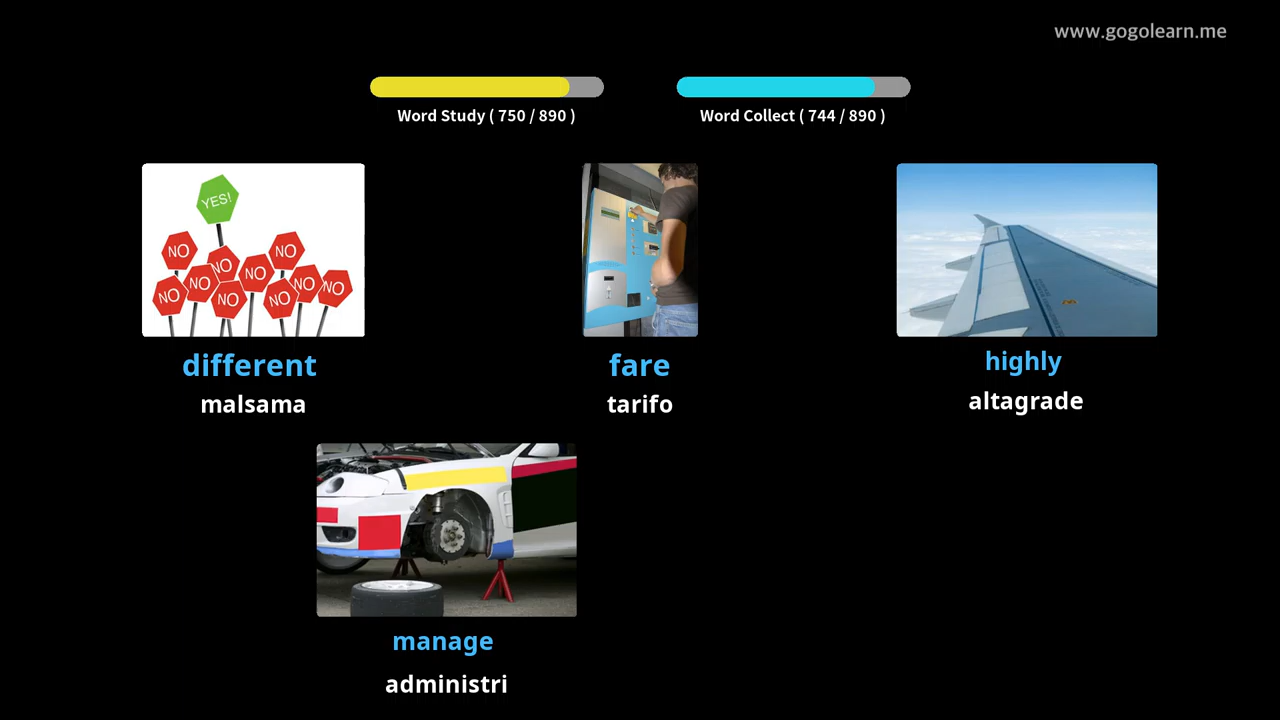 www.gogolearn.me
Word Study ( 750 / 890 )
Word Collect ( 744 / 890 )
YES!
NO
NO
NO
NO
NO
NO
NO
NO
NO
NO
different
malsama
fare
tarifo
highly
altagrade
manage
administri